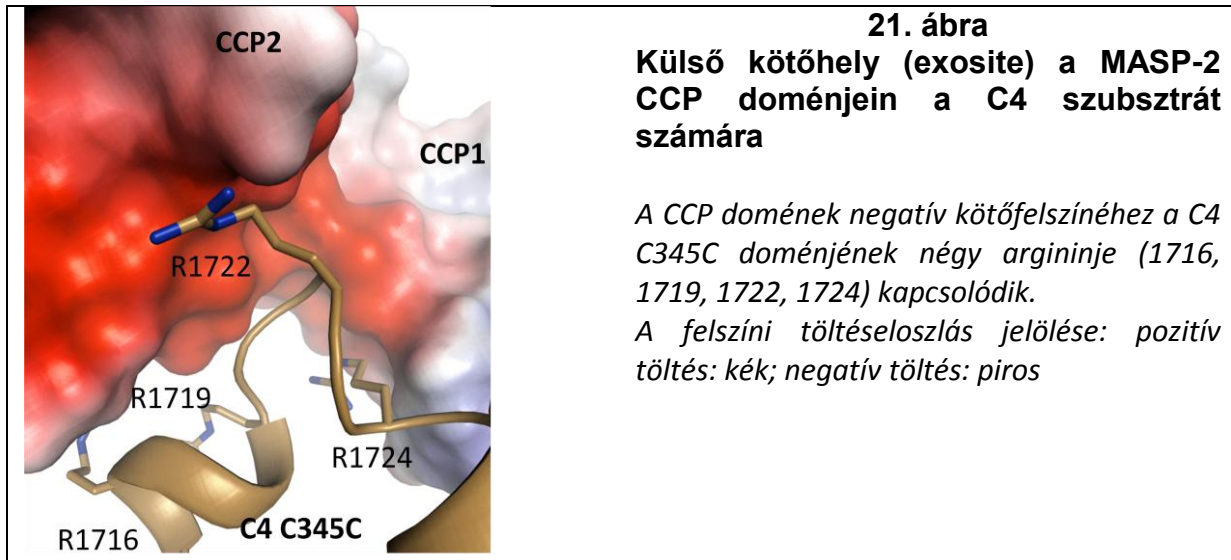 CCP2
CCP1
R1722
R1719
R1724
C4 C345C
R1716
21. ábra
Külső kötőhely (exosite) a MASP-2
CCP doménjein a C4 szubsztrát
számára
A CCP domének negatív kötőfelszínéhez a C4
C345C doménjének négy argininje (1716,
1719, 1722, 1724) kapcsolódik.
A felszíni töltéseloszlás jelölése: pozitív
töltés: kék; negatív töltés: piros